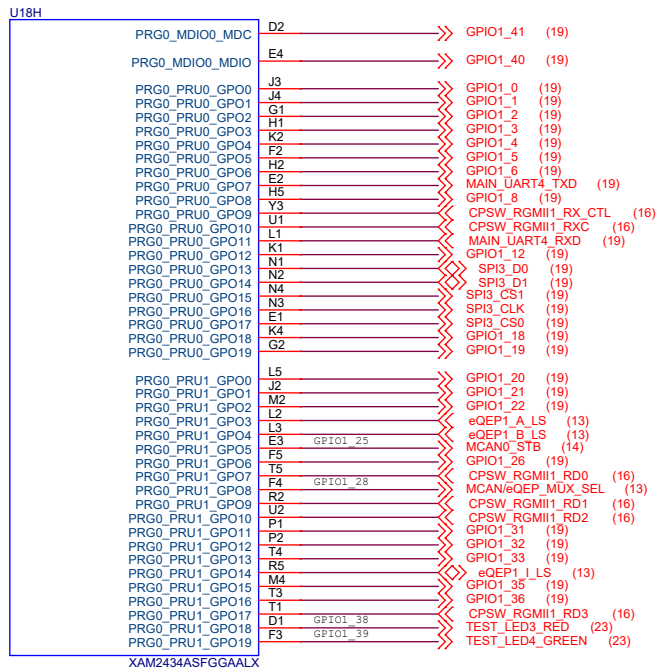 U18H
PRG0_MDIO0_MDC D2 GPIO1_41 (19)
PRG0_MDIO0_MDIO E4 GPIO1_40 (19)
PRG0_PRU0_GPO0 J3 GPIO1_0 (19)
PRG0_PRU0_GPO1 J4 GPIO1_1 (19)
PRG0_PRU0_GPO2 G1 GPIO1_2 (19)
PRG0_PRU0_GPO3 H1 GPIO1_3 (19)
PRG0_PRU0_GPO4 K2 GPIO1_4 (19)
PRG0_PRU0_GPO5 F2 GPIO1_5 (19)
PRG0_PRU0_GPO6 H2 GPIO1_6 (19)
PRG0_PRU0_GPO7 E2 MAIN_UART4_TXD (19)
PRG0_PRU0_GPO8 H5 GPIO1_8 (19)
PRG0_PRU0_GPO9 Y3 CPSW_RGMII1_RX_CTL (16)
PRG0_PRU0_GPO10 U1 CPSW_RGMII1_RXC (16)
PRG0_PRU0_GPO11 L1 MAIN_UART4_RXD (19)
PRG0_PRU0_GPO12 K1 GPIO1_12 (19)
PRG0_PRU0_GPO13 N1 SPI3_D0 (19)
PRG0_PRU0_GPO14 N2 SPI3_D1 (19)
PRG0_PRU0_GPO15 N4 SPI3_CS1 (19)
PRG0_PRU0_GPO16 N3 SPI3_CLK (19)
PRG0_PRU0_GPO17 E1 SPI3_CS0 (19)
PRG0_PRU0_GPO18 K4 GPIO1_18 (19)
PRG0_PRU0_GPO19 G2 GPIO1_19 (19)
PRG0_PRU1_GPO0 L5 GPIO1_20 (19)
PRG0_PRU1_GPO1 J2 GPIO1_21 (19)
PRG0_PRU1_GPO2 M2 GPIO1_22 (19)
PRG0_PRU1_GPO3 L2 eQEP1_A_LS (13)
PRG0_PRU1_GPO4 L3 eQEP1_B_LS (13)
PRG0_PRU1_GPO5 E3 GPIO1_25 MCAN0_STB (14)
PRG0_PRU1_GPO6 F5 GPIO1_26 (19)
PRG0_PRU1_GPO7 T5 CPSW_RGMII1_RD0 (16)
PRG0_PRU1_GPO8 F4 GPIO1_28 MCAN/eQEP_MUX_SEL (13)
PRG0_PRU1_GPO9 R2 CPSW_RGMII1_RD1 (16)
PRG0_PRU1_GPO10 U2 CPSW_RGMII1_RD2 (16)
PRG0_PRU1_GPO11 P1 GPIO1_31 (19)
PRG0_PRU1_GPO12 P2 GPIO1_32 (19)
PRG0_PRU1_GPO13 T4 GPIO1_33 (19)
PRG0_PRU1_GPO14 R5 eQEP1_I_LS (13)
PRG0_PRU1_GPO15 M4 GPIO1_35 (19)
PRG0_PRU1_GPO16 T3 GPIO1_36 (19)
PRG0_PRU1_GPO17 T1 CPSW_RGMII1_RD3 (16)
PRG0_PRU1_GPO18 D1 GPIO1_38 TEST_LED3_RED (23)
PRG0_PRU1_GPO19 F3 GPIO1_39 TEST_LED4_GREEN (23)
XAM2434ASFGGAALX